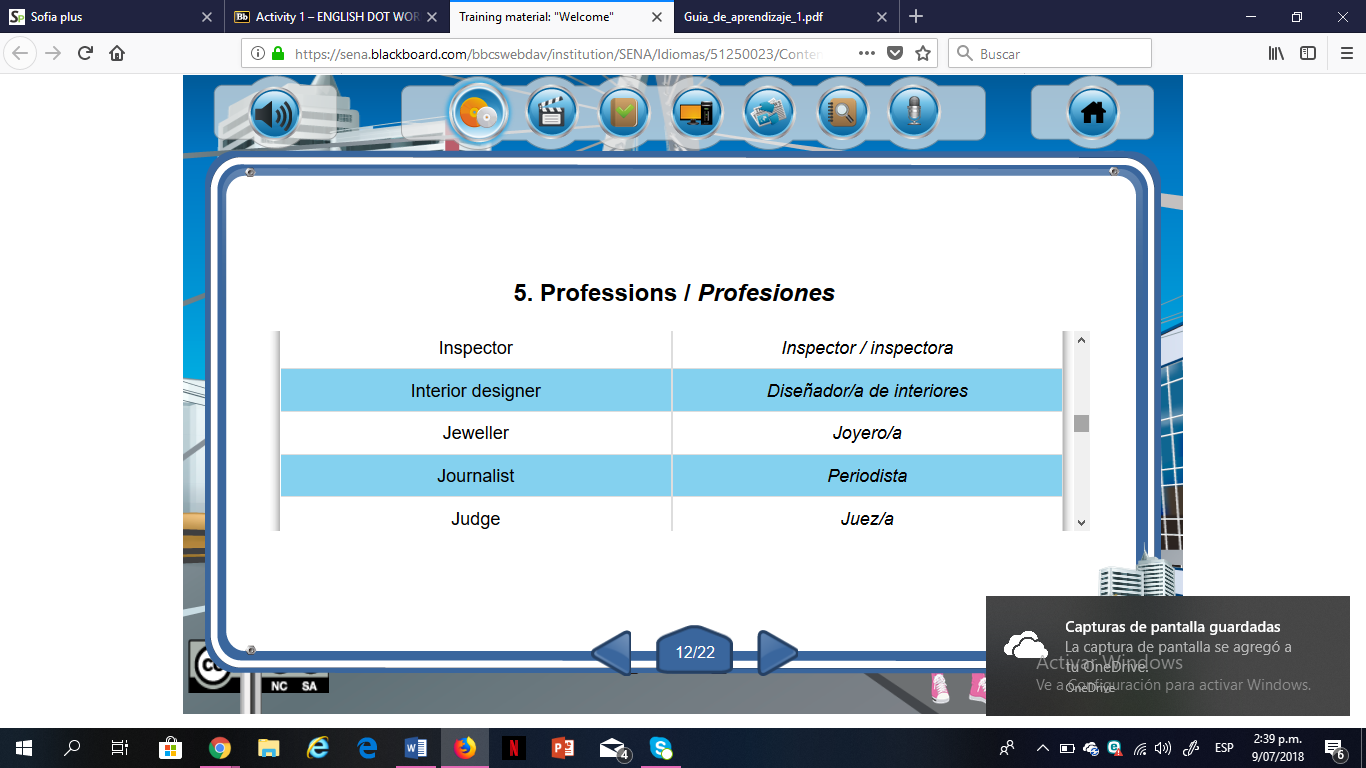 Sofia plus
Activity 1 – ENGLISH DOT WOR
Training material: "Welcome"
Guia_de_aprendizaje_1.pdf
https://sena.blackboard.com/bbcswebdav/institution/SENA/Idiomas/51250023/Conten
Buscar
5. Professions / Profesiones
Inspector Inspector / inspectora
Interior designer Diseñador/a de interiores
Jeweller Joyero/a
Journalist Periodista
Judge Juez/a
12/22
cc
NC SA
Capturas de pantalla guardadas
La captura de pantalla se agregó a
tu OneDrive.
OneDrive
Activar Windows
Ve a Configuración para activar Windows.
4
ESP
2:39 p.m.
9/07/2018
6